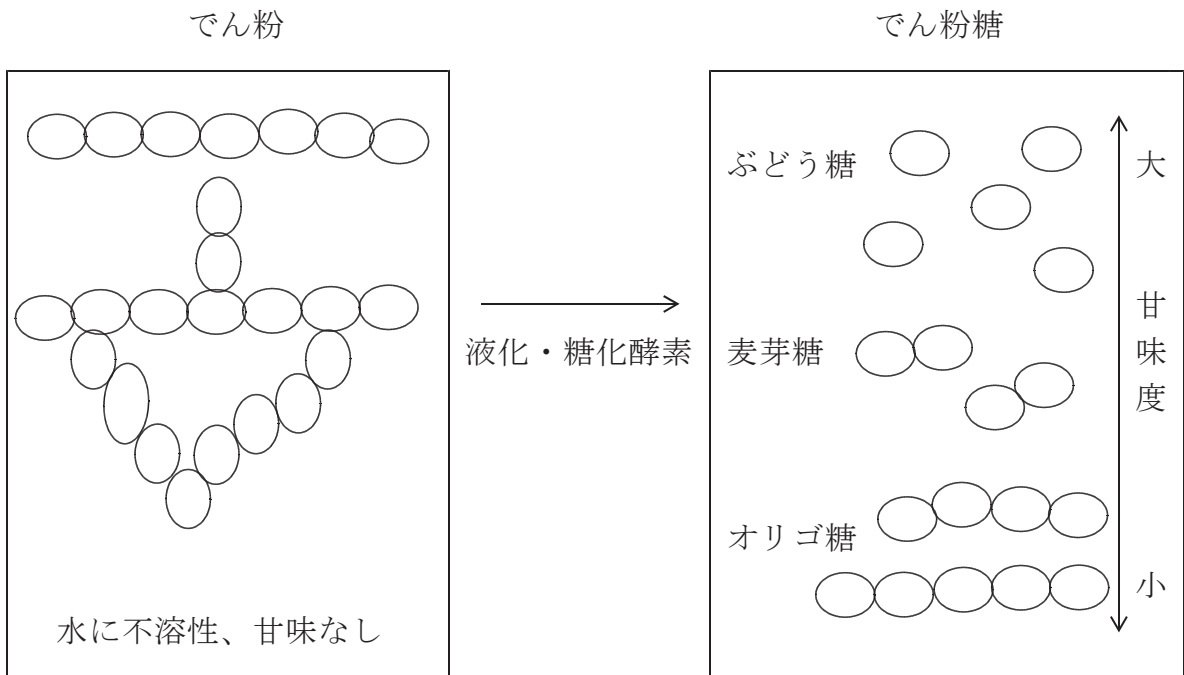 でん粉
でん粉糖
ぶどう糖
大
甘味度
液化・糖化酵素
麦芽糖
オリゴ糖
小
水に不溶性、甘味なし